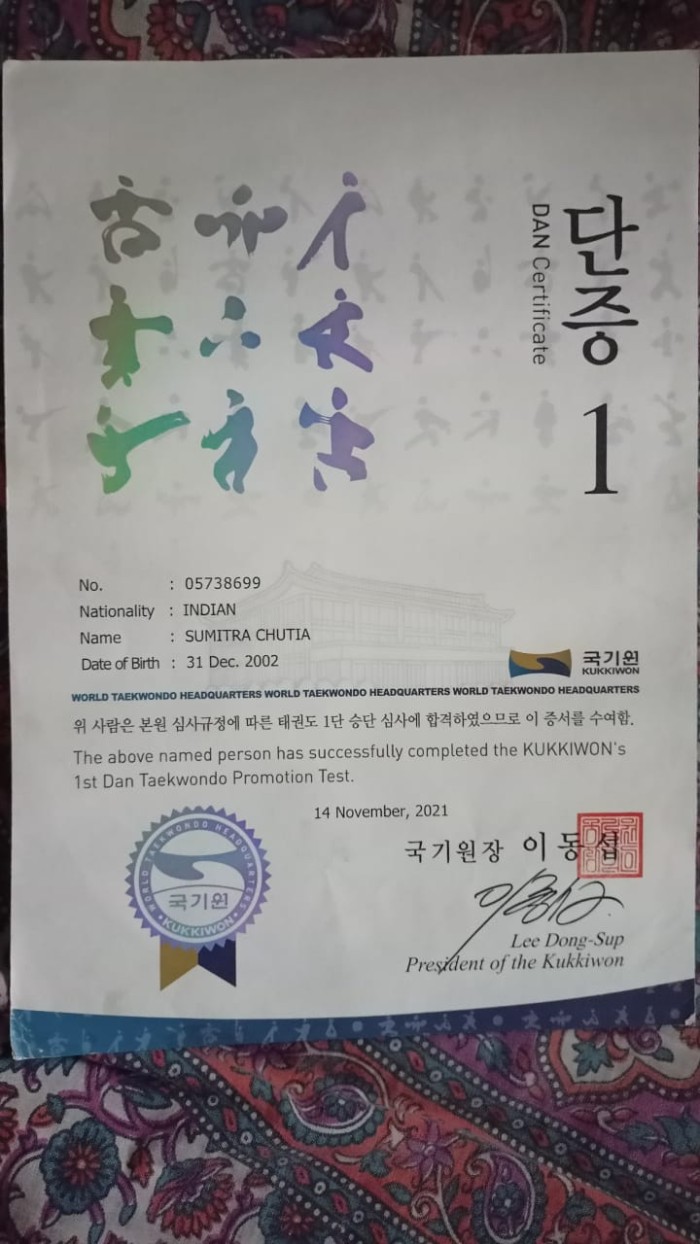 단증
DAN Certificate
1
No. : 05738699
Nationality : INDIAN
Name : SUMITRA CHUTIA
Date of Birth : 31 Dec. 2002
국기원
KUKKIWON
WORLD TAEKWONDO HEADQUARTERS WORLD TAEKWONDO HEADQUARTERS WORLD TAEKWONDO HEADQUARTERS
위 사람은 본원 심사규정에 따른 태권도 1단 승단 심사에 합격하였으므로 이 증서를 수여함.
The above named person has successfully completed the KUKKIWON's
1st Dan Taekwondo Promotion Test.
14 November, 2021
국기원장 이동섭
WORLD TAEKWONDO HEADQUARTERS
국기원
KUKKIWON
Lee Dong-Sup
President of the Kukkiwon